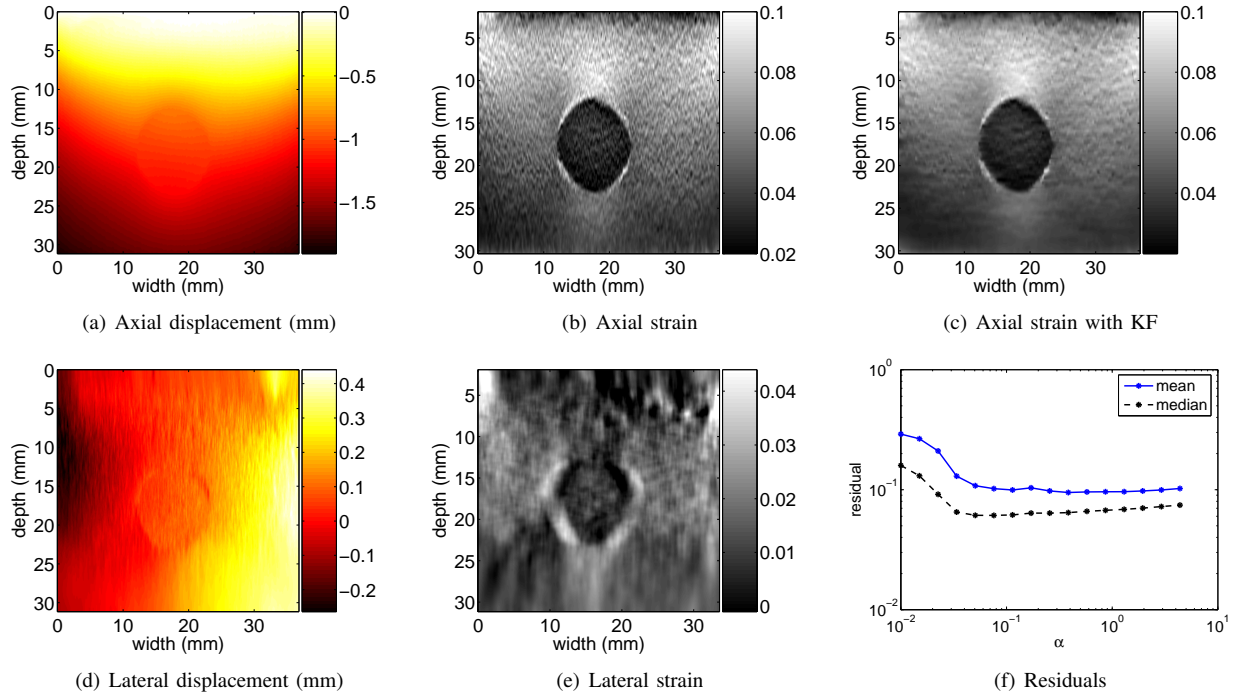 0
5
10
15
20
25
30
depth (mm)
0 10 20 30
width (mm)
0
−0.5
−1
−1.5
(a) Axial displacement (mm)
0
5
10
15
20
25
30
depth (mm)
0 10 20 30
width (mm)
0.1
0.08
0.06
0.04
0.02
(b) Axial strain
0
5
10
15
20
25
30
depth (mm)
0 10 20 30
width (mm)
0.1
0.08
0.06
0.04
(c) Axial strain with KF
0
5
10
15
20
25
30
depth (mm)
0 10 20 30
width (mm)
0.4
0.3
0.2
0.1
0
−0.1
−0.2
(d) Lateral displacement (mm)
0
5
10
15
20
25
30
depth (mm)
0 10 20 30
width (mm)
0.04
0.03
0.02
0.01
0
(e) Lateral strain
10⁰
10⁻¹
10⁻²
residual
mean
median
10⁻² 10⁻¹ 10⁰ 10¹
α
(f) Residuals